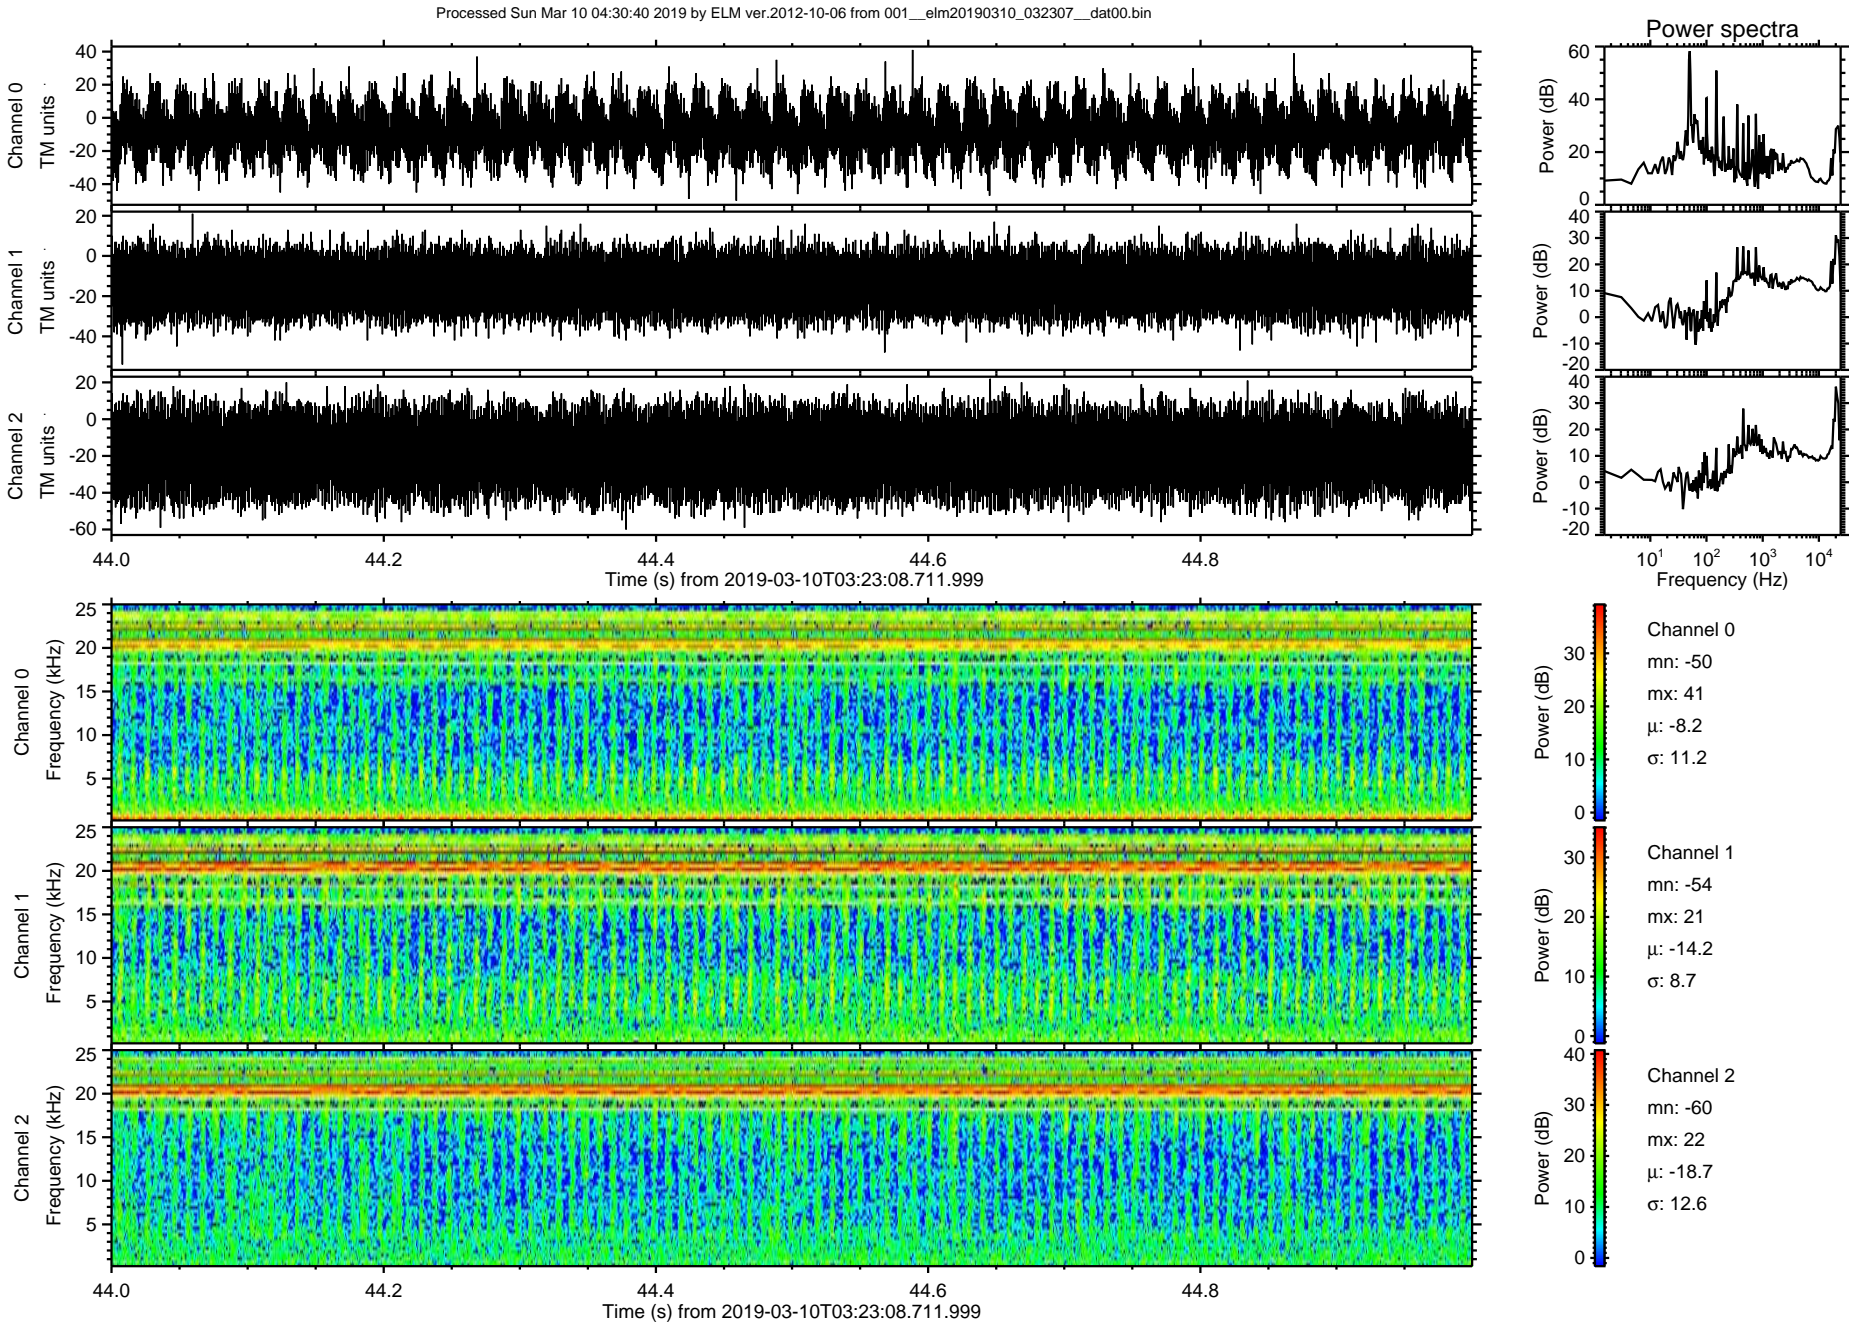 Processed Sun Mar 10 04:30:40 2019 by ELM ver.2012-10-06 from 001__elm20190310_032307__dat00.bin
Power spectra
Channel 0
TM units
40
20
0
-20
-40
Power (dB)
60
40
20
0
Channel 1
TM units
20
0
-20
-40
Power (dB)
40
30
20
10
0
-10
-20
Channel 2
TM units
20
0
-20
-40
-60
Power (dB)
40
30
20
10
0
-10
-20
44.0 44.2 44.4 44.6 44.8
Time (s) from 2019-03-10T03:23:08.711.999
10¹ 10² 10³ 10⁴
Frequency (Hz)
Channel 0
Frequency (kHz)
25
20
15
10
5
Power (dB)
30
20
10
0
Channel 0
mn: -50
mx: 41
μ: -8.2
σ: 11.2
Channel 1
Frequency (kHz)
25
20
15
10
5
Power (dB)
30
20
10
0
Channel 1
mn: -54
mx: 21
μ: -14.2
σ: 8.7
Channel 2
Frequency (kHz)
25
20
15
10
5
Power (dB)
40
30
20
10
0
Channel 2
mn: -60
mx: 22
μ: -18.7
σ: 12.6
44.0 44.2 44.4 44.6 44.8
Time (s) from 2019-03-10T03:23:08.711.999